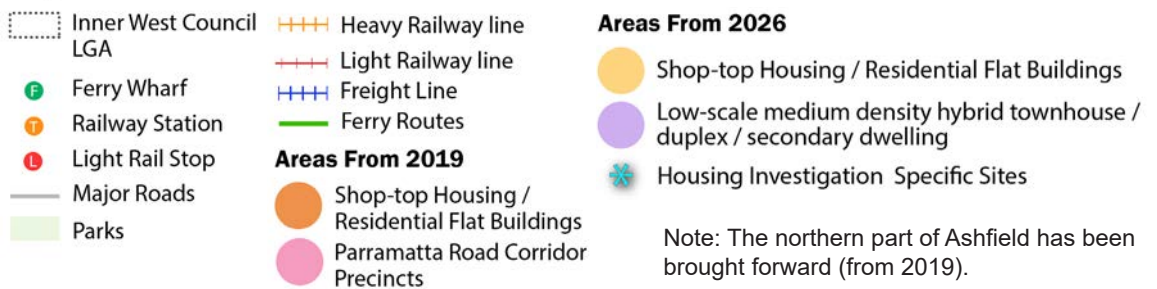 Inner West Council
LGA
F Ferry Wharf
T Railway Station
L Light Rail Stop
Major Roads
Parks
Heavy Railway line
Light Railway line
Freight Line
Ferry Routes
Areas From 2019
Shop-top Housing /
Residential Flat Buildings
Parramatta Road Corridor
Precincts
Areas From 2026
Shop-top Housing / Residential Flat Buildings
Low-scale medium density hybrid townhouse /
duplex / secondary dwelling
Housing Investigation Specific Sites
Note: The northern part of Ashfield has been
brought forward (from 2019).